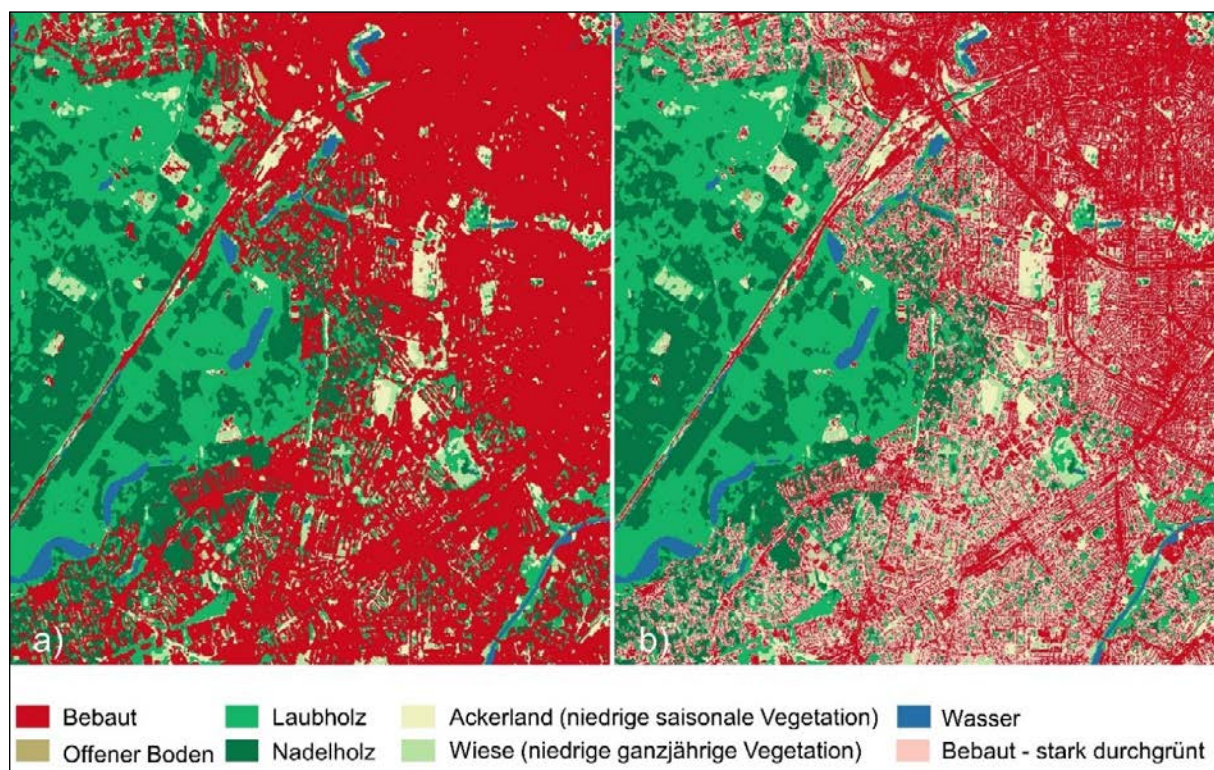 a)
b)
Bebaut
Laubholz
Ackerland (niedrige saisonale Vegetation)
Wasser
Offener Boden
Nadelholz
Wiese (niedrige ganzjährige Vegetation)
Bebaut - stark durchgrünt